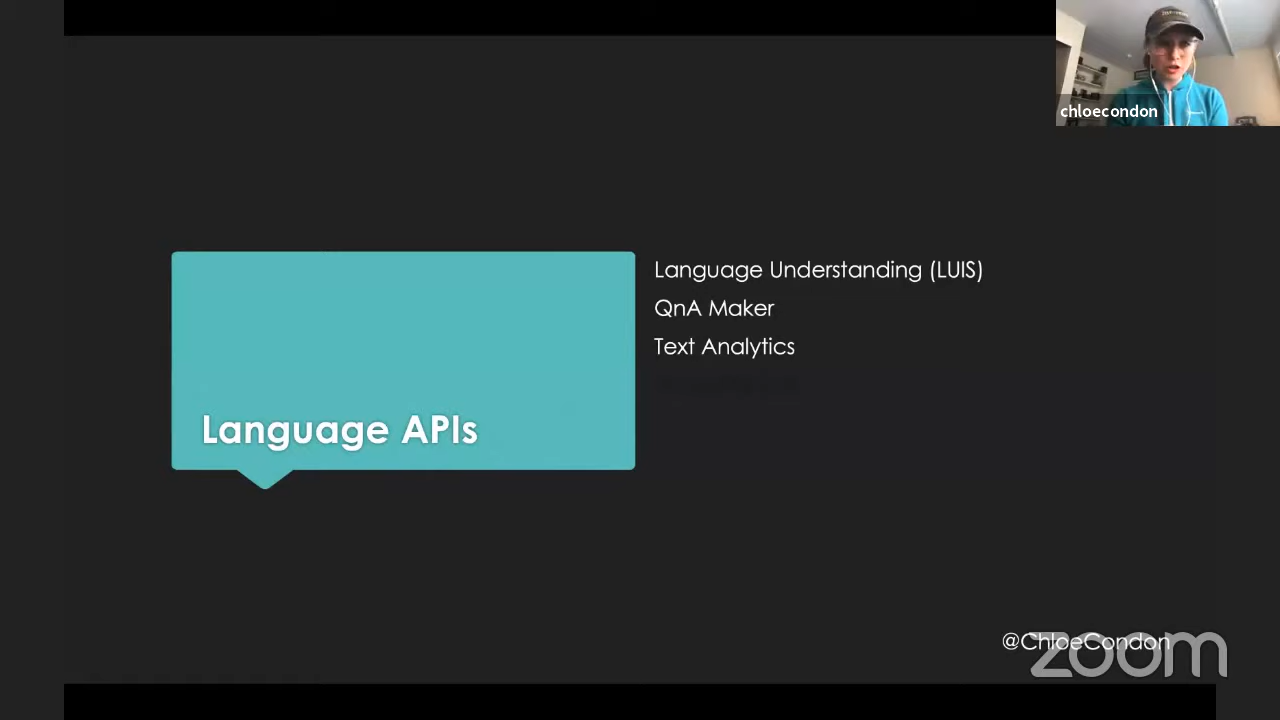 chloecondon
Language Understanding (LUIS)
QnA Maker
Text Analytics
Language APIs
@ChloeCondon
zoom